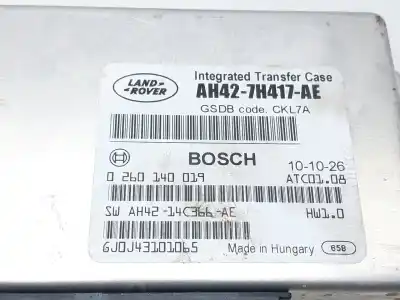 LAND-
ROVER
Integrated Transfer Case
AH42-7H417-AE
GSDB code. CKL7A
BOSCH
10-10-26
0 260 140 019
ATC01.08
SW AH42-14C366-AE
HW1.0
GJ0J43101065
Made in Hungary
658